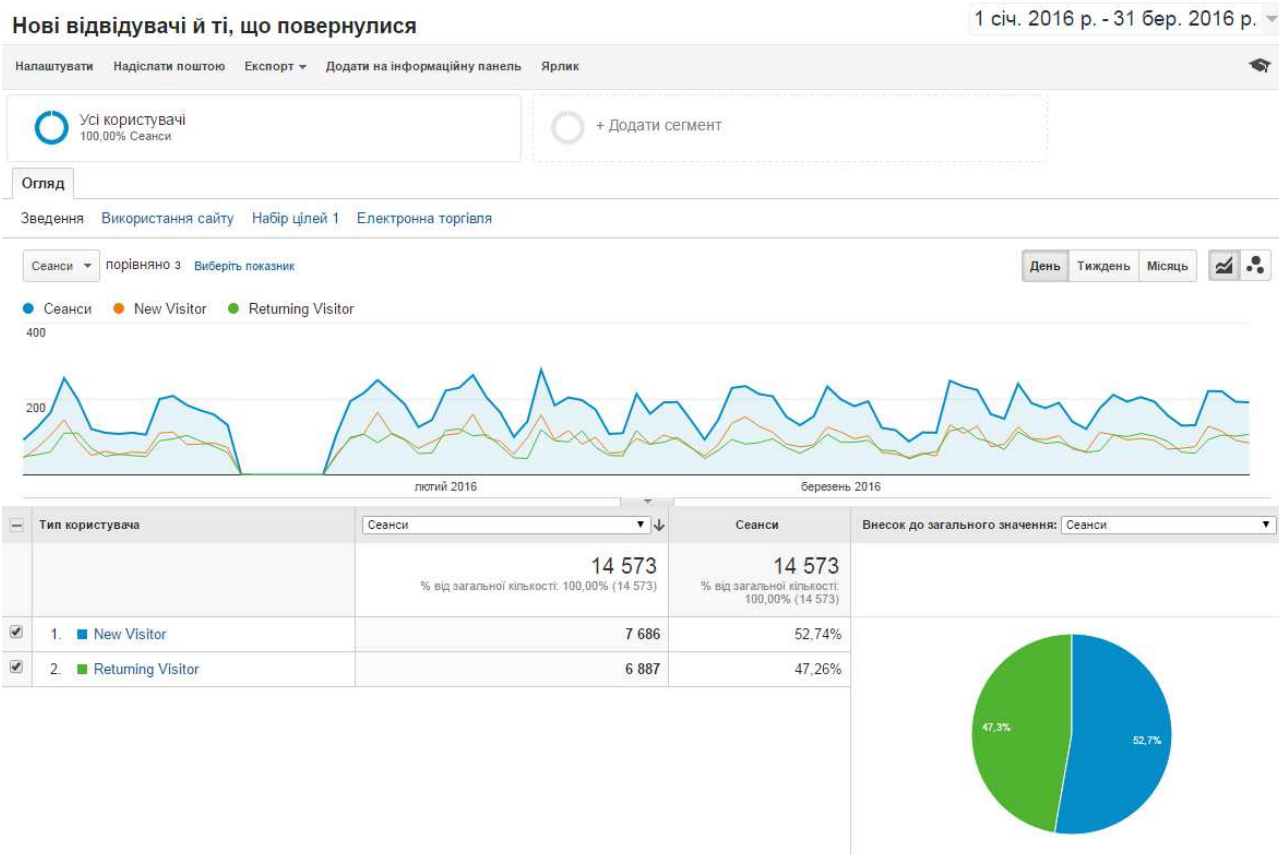 Нові відвідувачі й ті, що повернулися
1 січ. 2016 р. - 31 бер. 2016 р.
Налаштувати Надіслати поштою Експорт Додати на інформаційну панель Ярлик
Усі користувачі
100,00% Сеанси
+ Додати сегмент
Огляд
Зведення Використання сайту Набір цілей 1 Електронна торгівля
Сеанси порівняно з Виберіть показник
День Тиждень Місяць
Сеанси New Visitor Returning Visitor
400
200
лютий 2016 березень 2016
Тип користувача Сеанси Сеанси Внесок до загального значення: Сеанси
14 573 14 573
% від загальної кількості: 100,00% (14 573) % від загальної кількості:
100,00% (14 573)
1. New Visitor 7 686 52,74%
2. Returning Visitor 6 887 47,26%
47,3%
52,7%